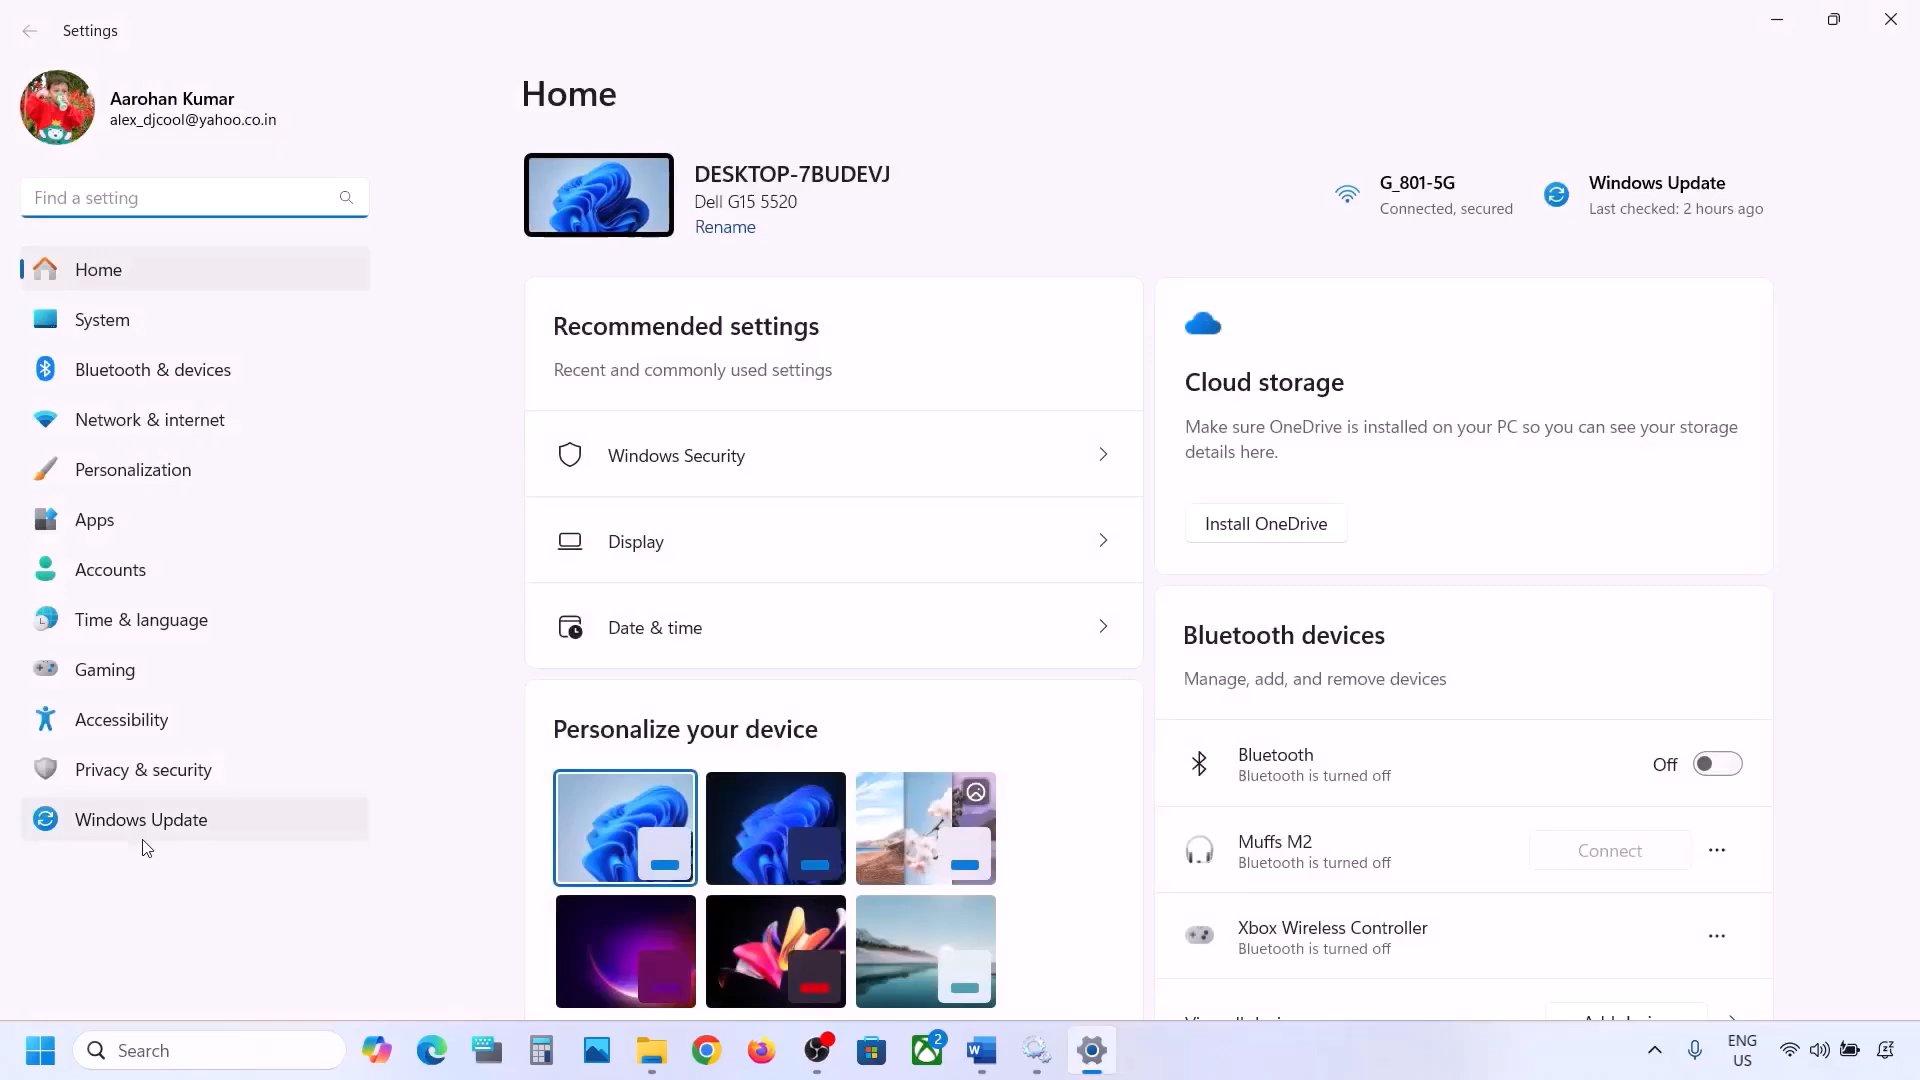 Settings
Aarohan Kumar
alex_djcool@yahoo.co.in
Find a setting
Home
System
Bluetooth & devices
Network & internet
Personalization
Apps
Accounts
Time & language
Gaming
Accessibility
Privacy & security
Windows Update
Home
DESKTOP-7BUDEVJ
Dell G15 5520
Rename
G_801-5G
Connected, secured
Windows Update
Last checked: 2 hours ago
Recommended settings
Recent and commonly used settings
Windows Security
Display
Date & time
Personalize your device
Cloud storage
Make sure OneDrive is installed on your PC so you can see your storage
details here.
Install OneDrive
Bluetooth devices
Manage, add, and remove devices
Bluetooth
Bluetooth is turned off
Off
Muffs M2
Bluetooth is turned off
Connect
Xbox Wireless Controller
Bluetooth is turned off
Search
2
ENG
US